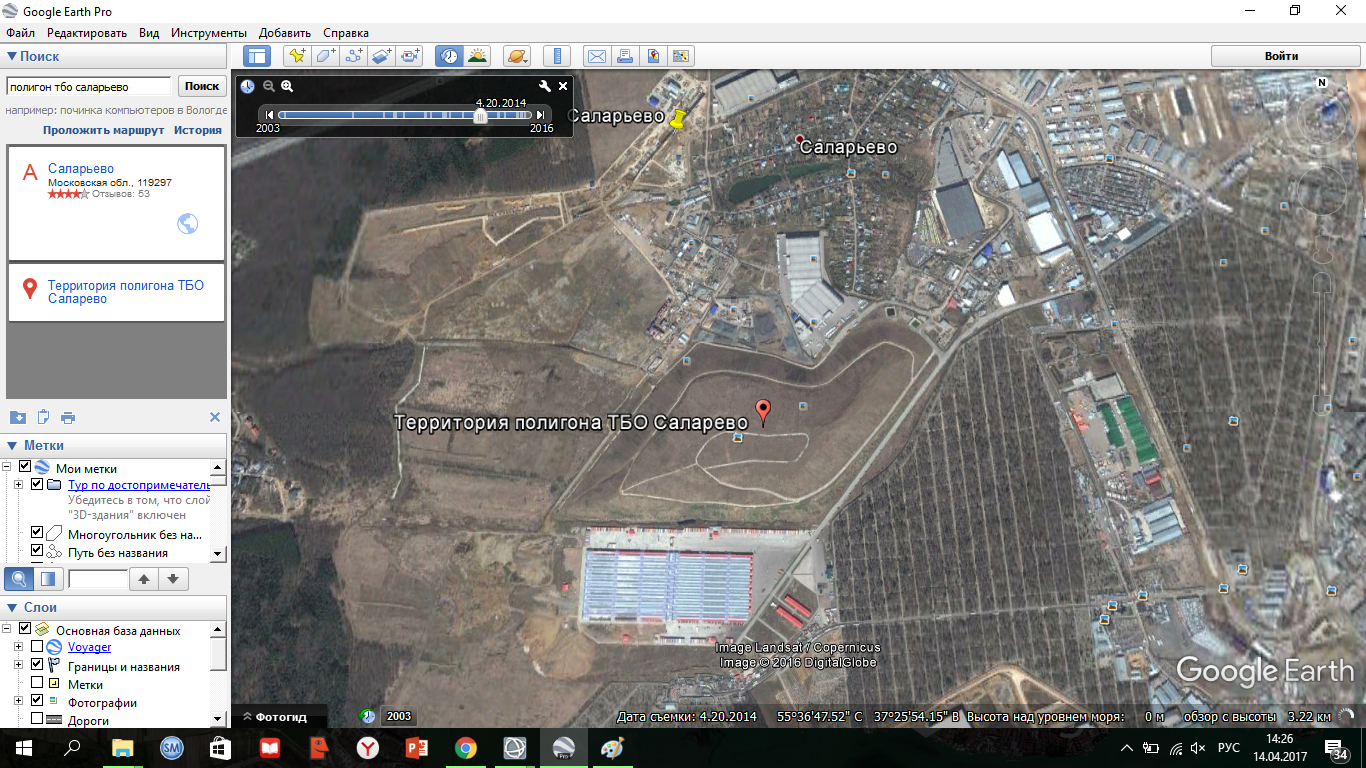 Google Earth Pro
Файл Редактировать Вид Инструменты Добавить Справка
Поиск
Войти
полигон тбо саларьево
Поиск
например: починка компьютеров в Вологде
Проложить маршрут История
A
Саларьево
Московская обл., 119297
Отзывов: 53
Территория полигона ТБО
Саларево
Метки
Мои метки
Тур по достопримечатель
Убедитесь в том, что слой
"3D-здания" включен
Многоугольник без на...
Путь без названия
Слои
Основная база данных
Voyager
Границы и названия
Метки
Фотографии
Дороги
4.20.2014
2003
2016
Саларьево
Саларьево
N
Территория полигона ТБО Саларево
Image Landsat / Copernicus
Image © 2016 DigitalGlobe
Google Earth
Фотогид
2003
Дата съемки: 4.20.2014 55°36'47.52" С 37°25'54.15" В Высота над уровнем моря: 0 м обзор с высоты 3.22 км
SM
Pro
РУС
14:26
14.04.2017
34